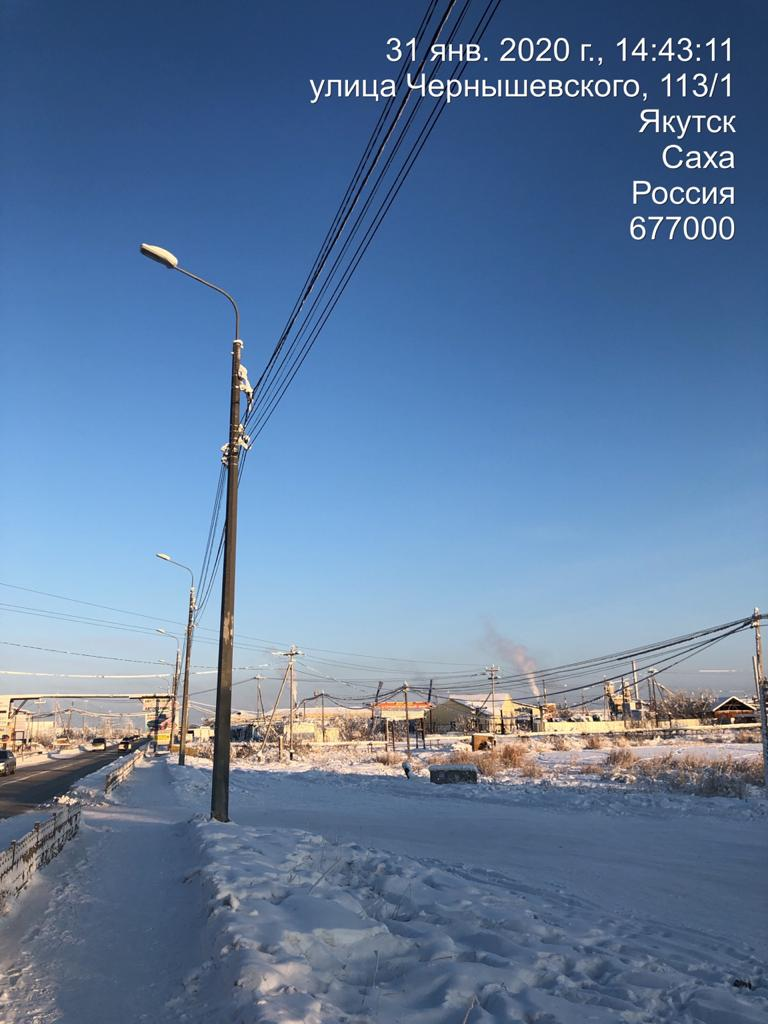 31 янв. 2020 г., 14:43:11
улица Чернышевского, 113/1
Якутск
Саха
Россия
677000